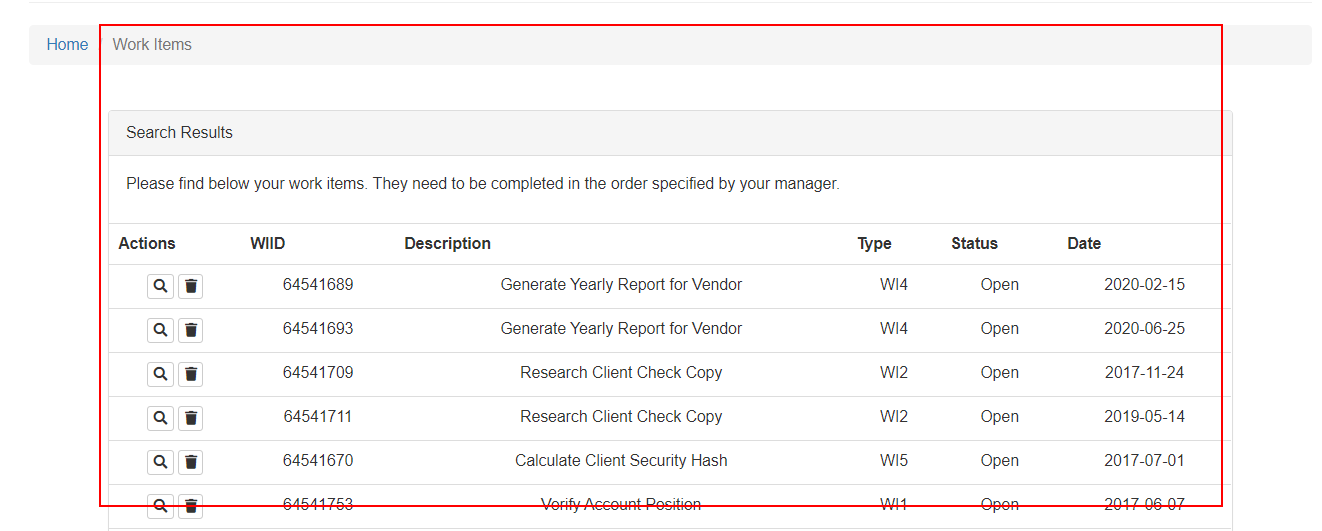 Home / Work Items
Search Results
Please find below your work items. They need to be completed in the order specified by your manager.
Actions WIID Description Type Status Date
64541689 Generate Yearly Report for Vendor WI4 Open 2020-02-15
64541693 Generate Yearly Report for Vendor WI4 Open 2020-06-25
64541709 Research Client Check Copy WI2 Open 2017-11-24
64541711 Research Client Check Copy WI2 Open 2019-05-14
64541670 Calculate Client Security Hash WI5 Open 2017-07-01
64541753 Verify Account Position WI1 Open 2017-06-07